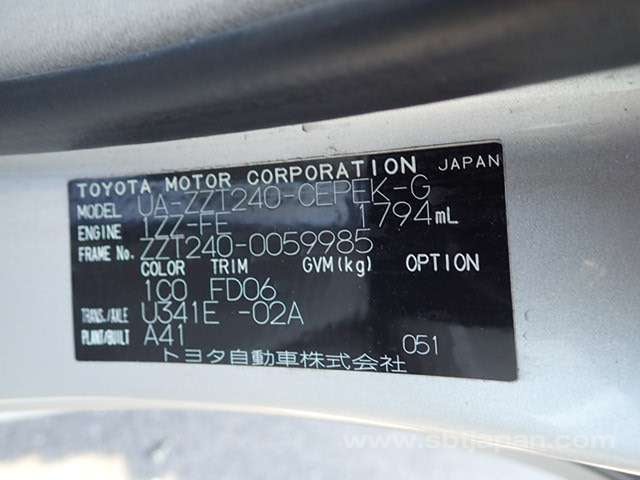 TOYOTA MOTOR CORPORATION JAPAN
MODEL UA-ZZT240-CEPEK-G
ENGINE 1ZZ-FE 1794mL
FRAME No. ZZT240-0059985
COLOR TRIM GVM(kg) OPTION
1C0 FD06
TRANS./AXLE U341E -02A
PLANT/BUILT A41 051
トヨタ自動車株式会社
www.sbtjapan.com